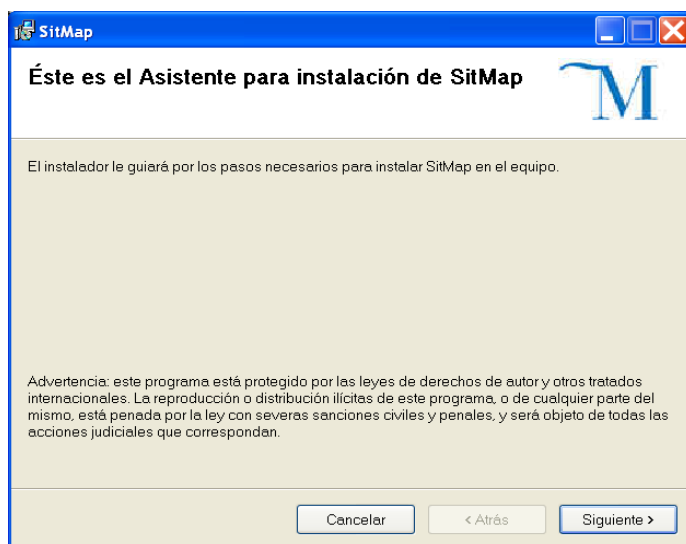 SitMap
Éste es el Asistente para instalación de SitMap
M
El instalador le guiará por los pasos necesarios para instalar SitMap en el equipo.
Advertencia: este programa está protegido por las leyes de derechos de autor y otros tratados
internacionales. La reproducción o distribución ilícitas de este programa, o de cualquier parte del
mismo, está penada por la ley con severas sanciones civiles y penales, y será objeto de todas las
acciones judiciales que correspondan.
Cancelar
< Atrás
Siguiente >